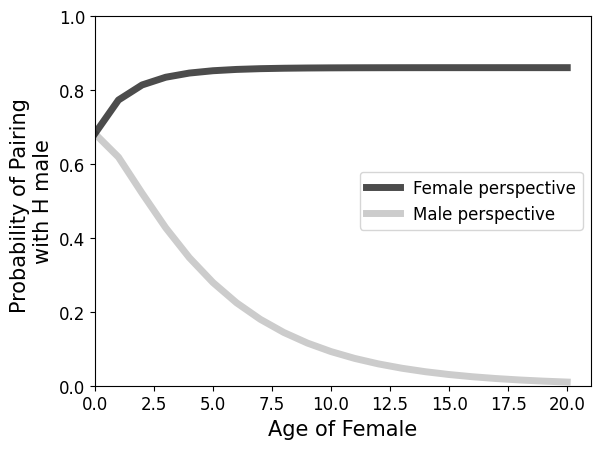 1.0
0.8
0.6
0.4
0.2
0.0
Probability of Pairing
with H male
Female perspective
Male perspective
0.0 2.5 5.0 7.5 10.0 12.5 15.0 17.5 20.0
Age of Female